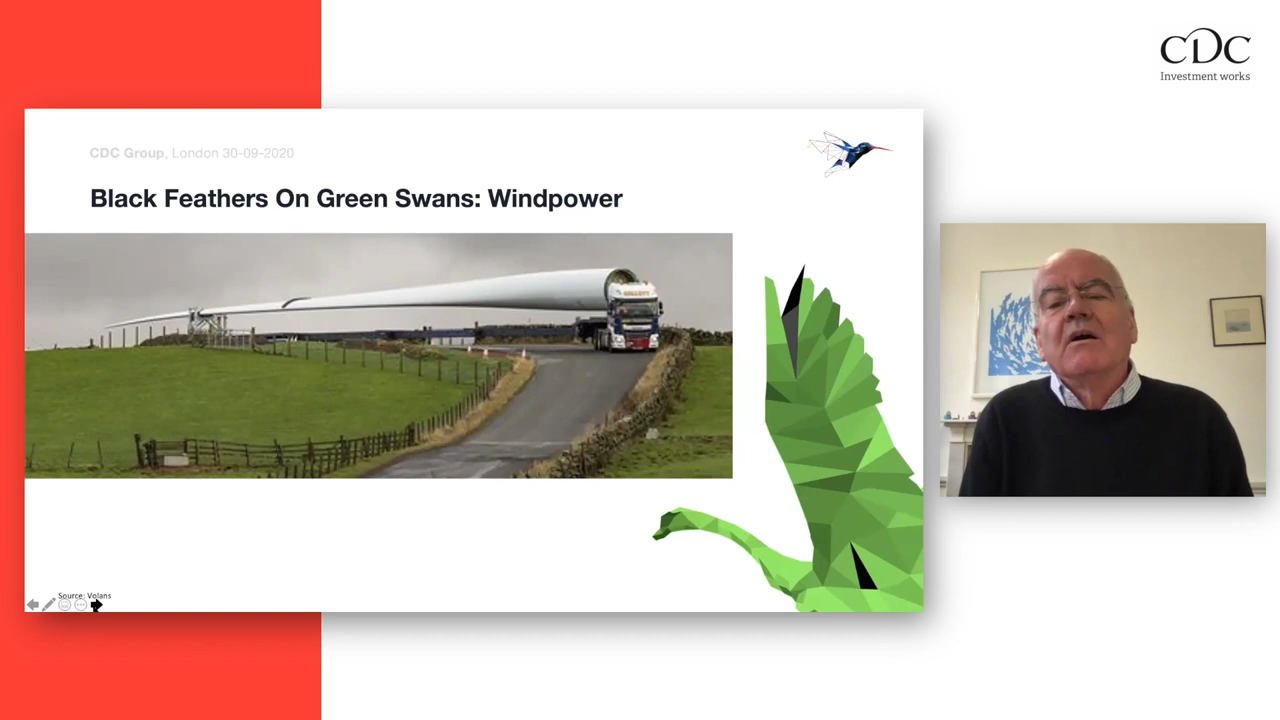 CDC
Investment works
CDC Group, London 30-09-2020
Black Feathers On Green Swans: Windpower
Source: Volans